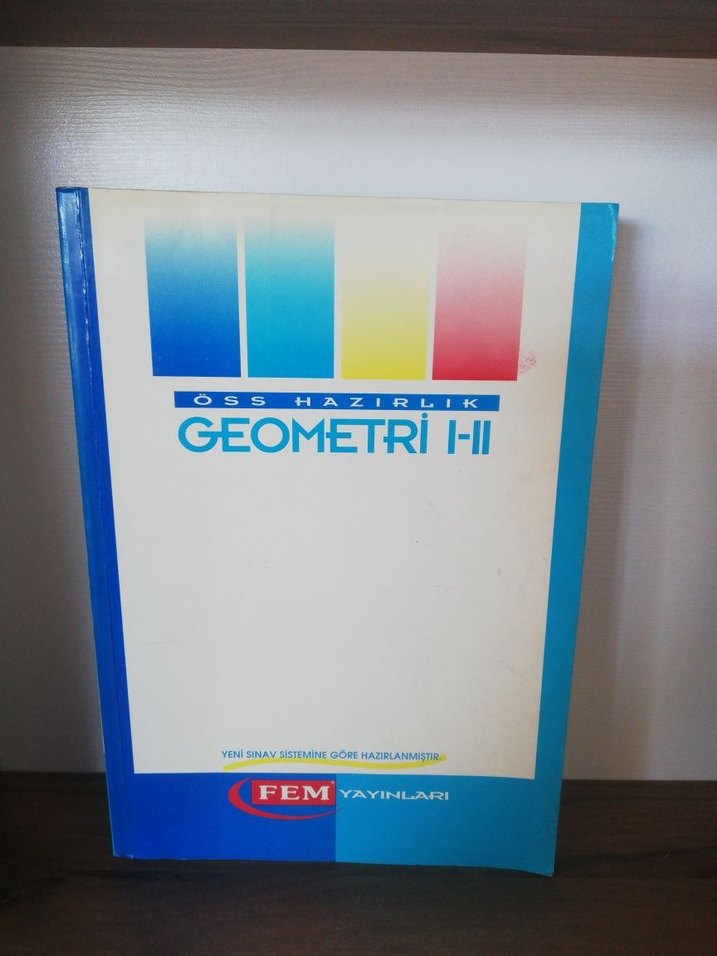 ÖSS HAZIRLIK
GEOMETRİ I-II
YENİ SINAV SİSTEMİNE GÖRE HAZIRLANMIŞTIR.
FEM YAYINLARI